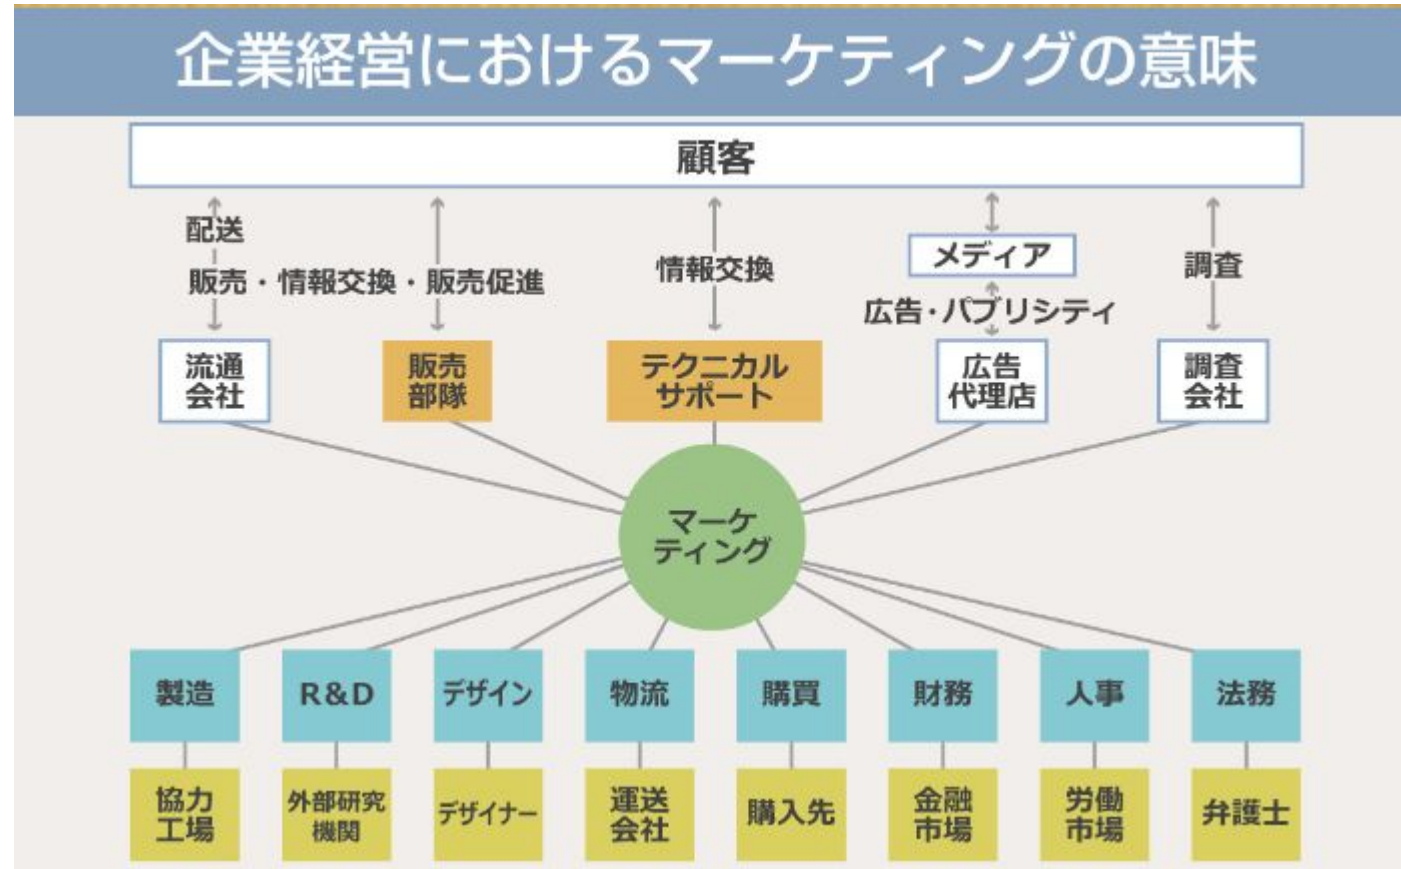 企業経営におけるマーケティングの意味
顧客
配送
販売・情報交換・販売促進
情報交換
メディア
広告・パブリシティ
調査
流通
会社
販売
部隊
テクニカル
サポート
広告
代理店
調査
会社
マーケ
ティング
製造
R&D
デザイン
物流
購買
財務
人事
法務
協力
工場
外部研究
機関
デザイナー
運送
会社
購入先
金融
市場
労働
市場
弁護士